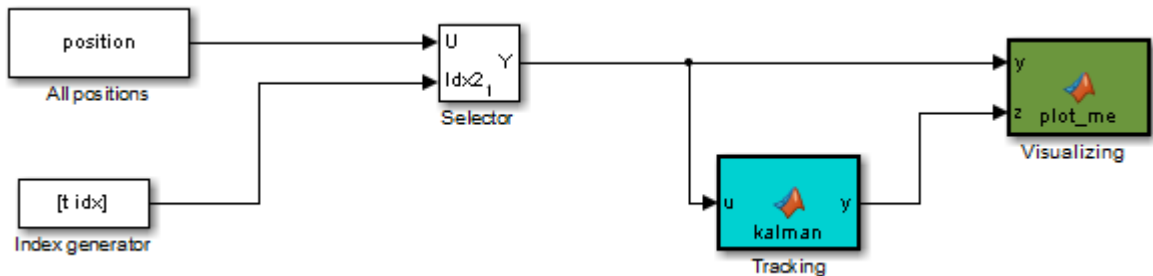 position
All positions
U
Idx2
1
Y
Selector
[t idx]
Index generator
u
y
kalman
Tracking
y
z
plot_me
Visualizing